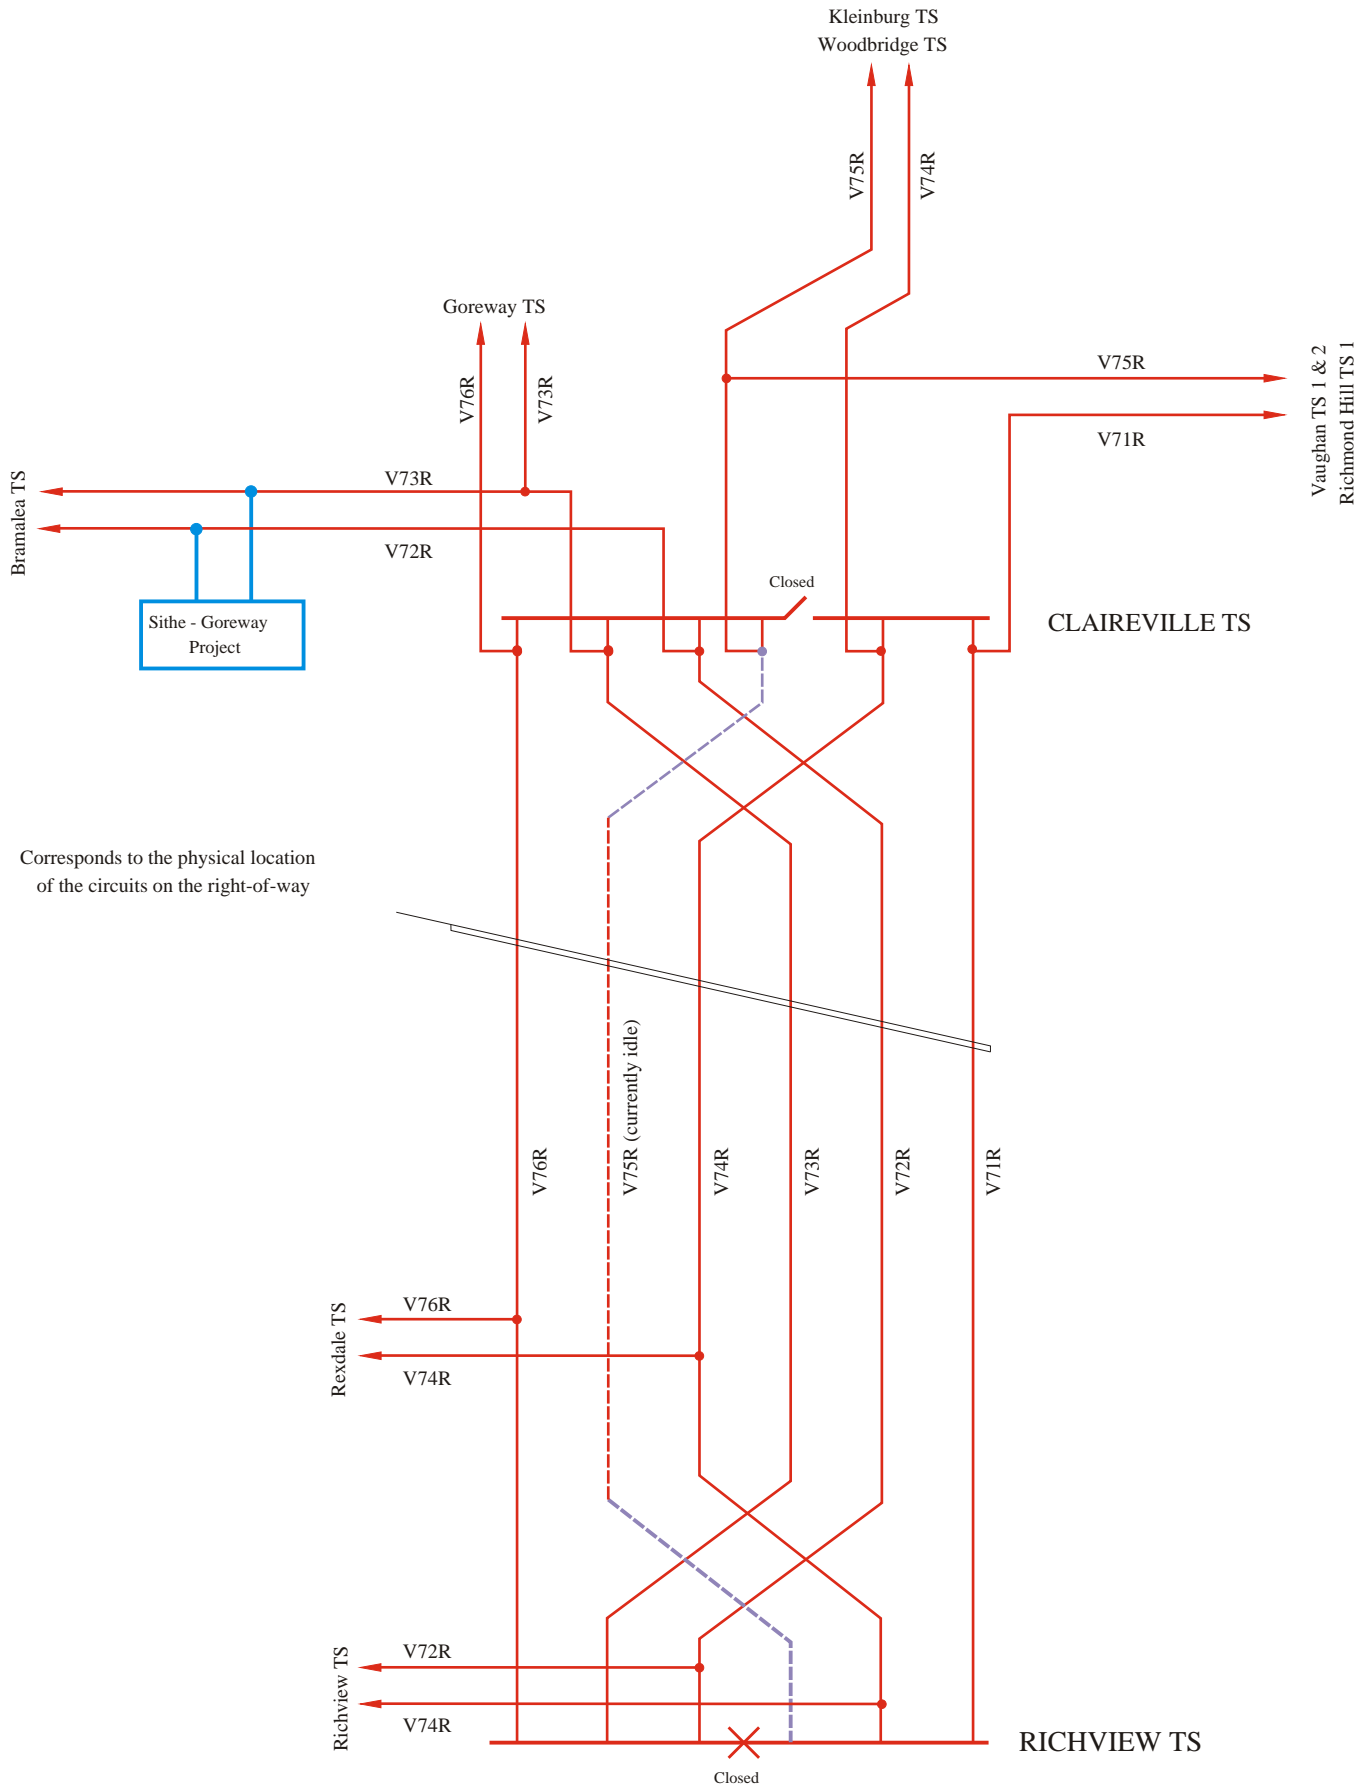 Kleinburg TS
Woodbridge TS
V75R
V74R
Goreway TS
V76R
V73R
V75R
V71R
Vaughan TS 1 & 2
Richmond Hill TS 1
Bramalea TS
V73R
V72R
Sithe - Goreway
Project
Closed
CLAIREVILLE TS
Corresponds to the physical location
of the circuits on the right-of-way
V76R
V75R (currently idle)
V74R
V73R
V72R
V71R
Rexdale TS
V76R
V74R
Richview TS
V72R
V74R
RICHVIEW TS
Closed